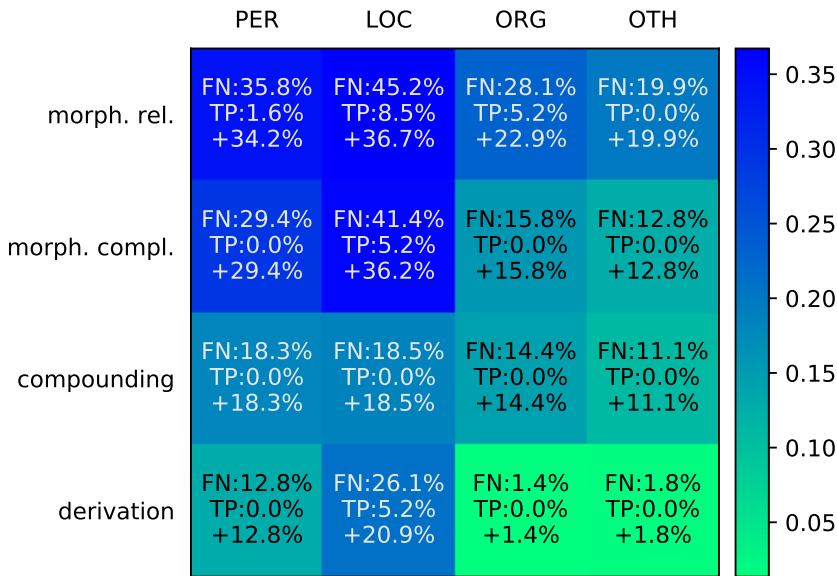 PER LOC ORG OTH
morph. rel.
FN:35.8% FN:45.2% FN:28.1% FN:19.9%
TP:1.6% TP:8.5% TP:5.2% TP:0.0%
+34.2% +36.7% +22.9% +19.9%
morph. compl.
FN:29.4% FN:41.4% FN:15.8% FN:12.8%
TP:0.0% TP:5.2% TP:0.0% TP:0.0%
+29.4% +36.2% +15.8% +12.8%
compounding
FN:18.3% FN:18.5% FN:14.4% FN:11.1%
TP:0.0% TP:0.0% TP:0.0% TP:0.0%
+18.3% +18.5% +14.4% +11.1%
derivation
FN:12.8% FN:26.1% FN:1.4% FN:1.8%
TP:0.0% TP:5.2% TP:0.0% TP:0.0%
+12.8% +20.9% +1.4% +1.8%
0.35
0.30
0.25
0.20
0.15
0.10
0.05